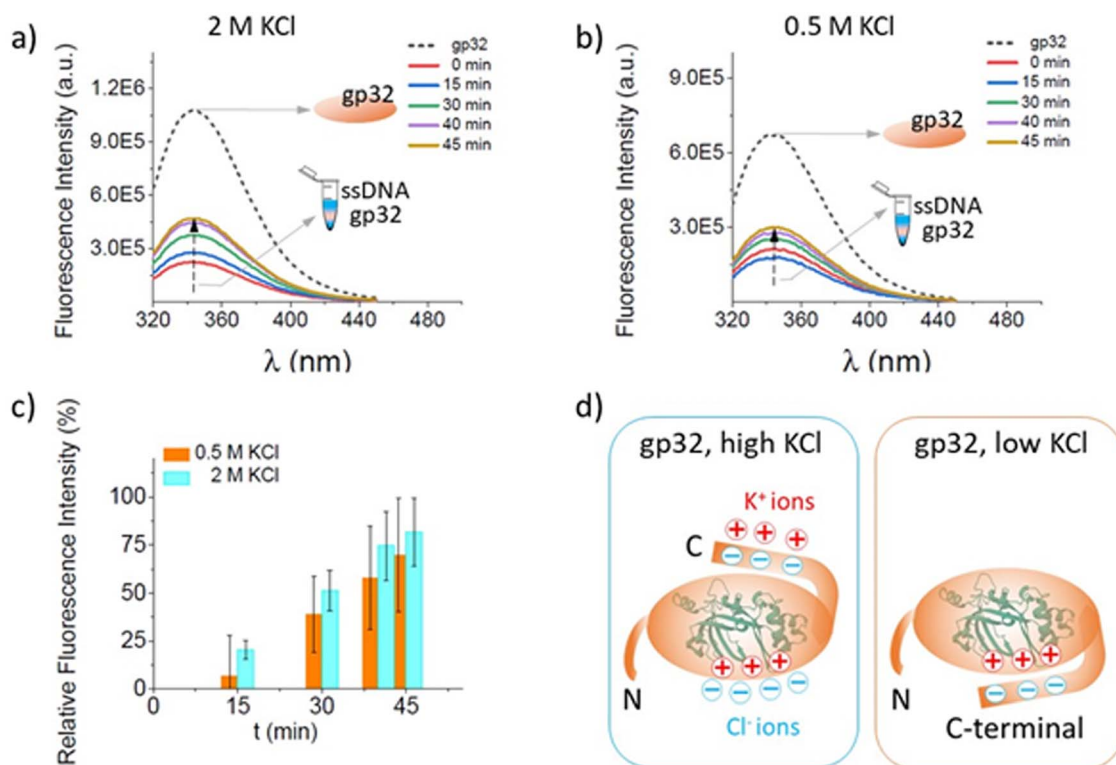 a)
2 M KCl
Fluorescence Intensity (a.u.)
1.2E6
9.0E5
6.0E5
3.0E5
320 360 400 440 480
λ (nm)
gp32
0 min
15 min
30 min
40 min
45 min
gp32
ssDNA
gp32
b)
0.5 M KCl
Fluorescence Intensity (a.u.)
9.0E5
6.0E5
3.0E5
320 360 400 440 480
λ (nm)
gp32
0 min
15 min
30 min
40 min
45 min
gp32
ssDNA
gp32
c)
Relative Fluorescence Intensity (%)
0.5 M KCl
2 M KCl
100
75
50
25
0
0 15 30 45
t (min)
d)
gp32, high KCl
K⁺ ions
+ + +
C
− − −
+ + +
− − − −
N
Cl⁻ ions
gp32, low KCl
+ + +
− − −
N
C-terminal